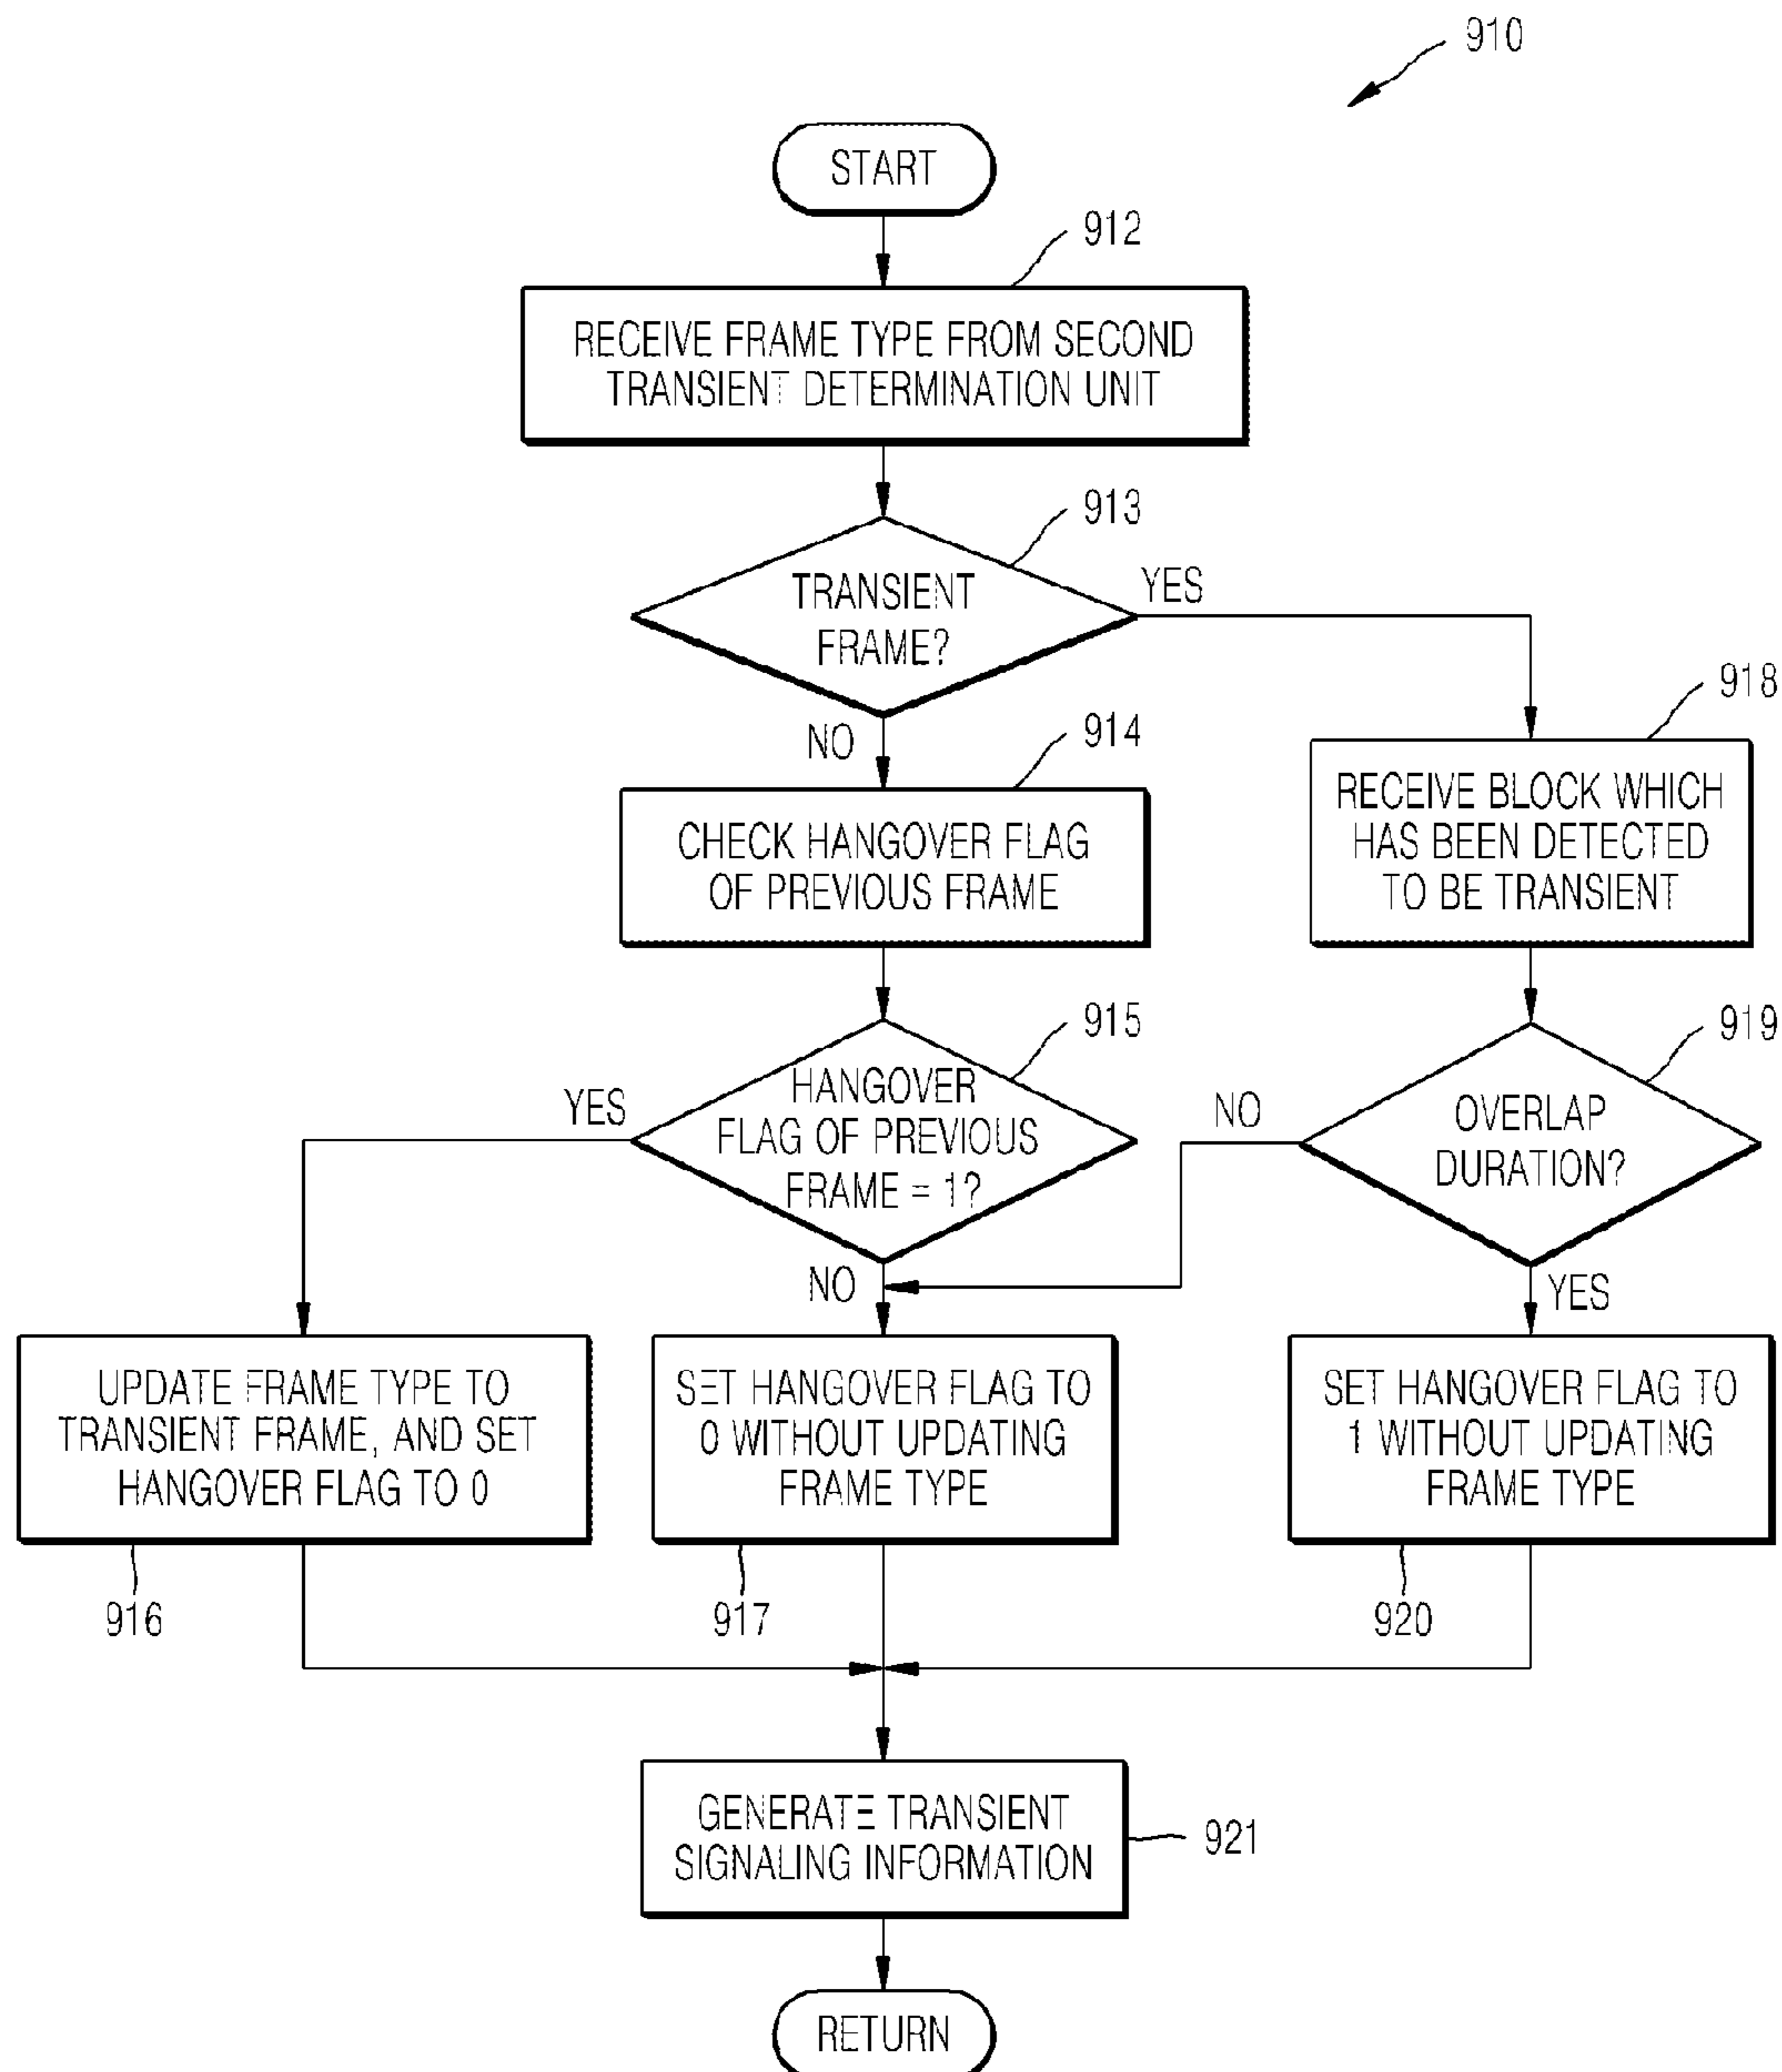 910
START
912
RECEIVE FRAME TYPE FROM SECOND
TRANSIENT DETERMINATION UNIT
913
TRANSIENT
FRAME?
YES
NO
918
RECEIVE BLOCK WHICH
HAS BEEN DETECTED
TO BE TRANSIENT
914
CHECK HANGOVER FLAG
OF PREVIOUS FRAME
915
HANGOVER
FLAG OF PREVIOUS
FRAME = 1?
YES
NO
919
OVERLAP
DURATION?
NO
YES
UPDATE FRAME TYPE TO
TRANSIENT FRAME, AND SET
HANGOVER FLAG TO 0
916
SET HANGOVER FLAG TO
0 WITHOUT UPDATING
FRAME TYPE
917
SET HANGOVER FLAG TO
1 WITHOUT UPDATING
FRAME TYPE
920
GENERATE TRANSIENT
SIGNALING INFORMATION
921
RETURN